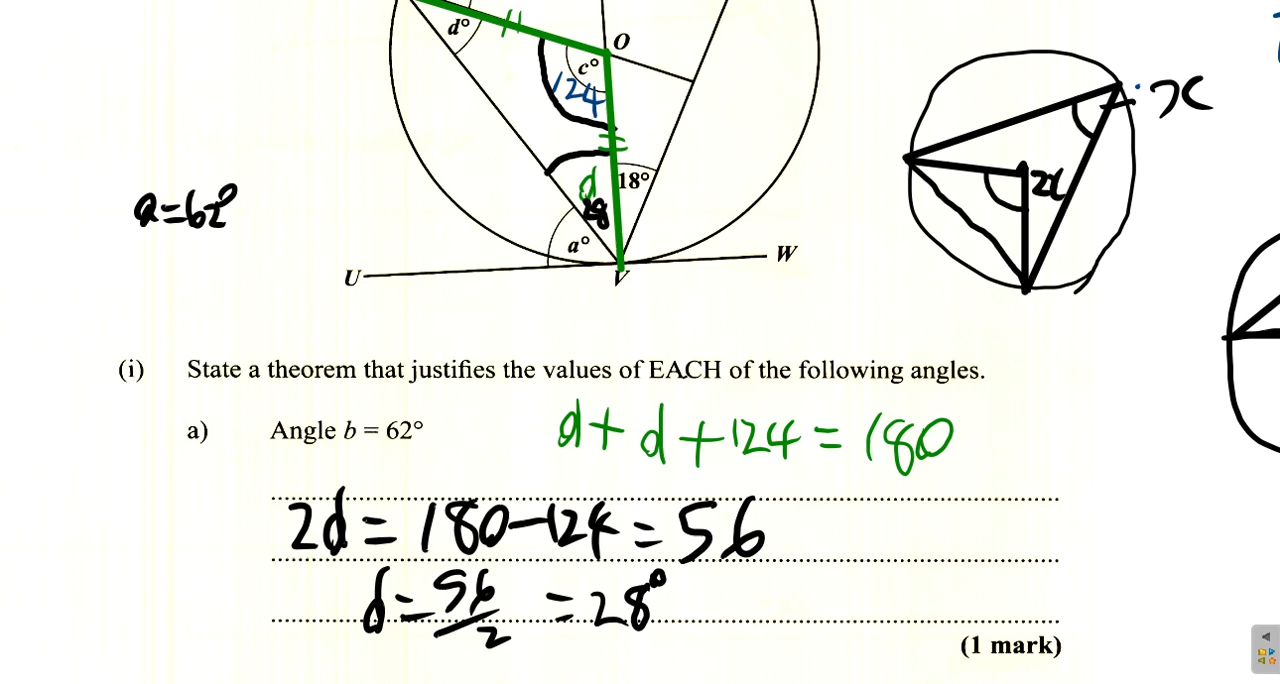 d°
O
c°
124
x
2x
d
18°
28
a=62°
a°
U
W
V
(i) State a theorem that justifies the values of EACH of the following angles.
a) Angle b = 62°
d+d+124=180
2d=180-124=56
d=56/2=28°
(1 mark)